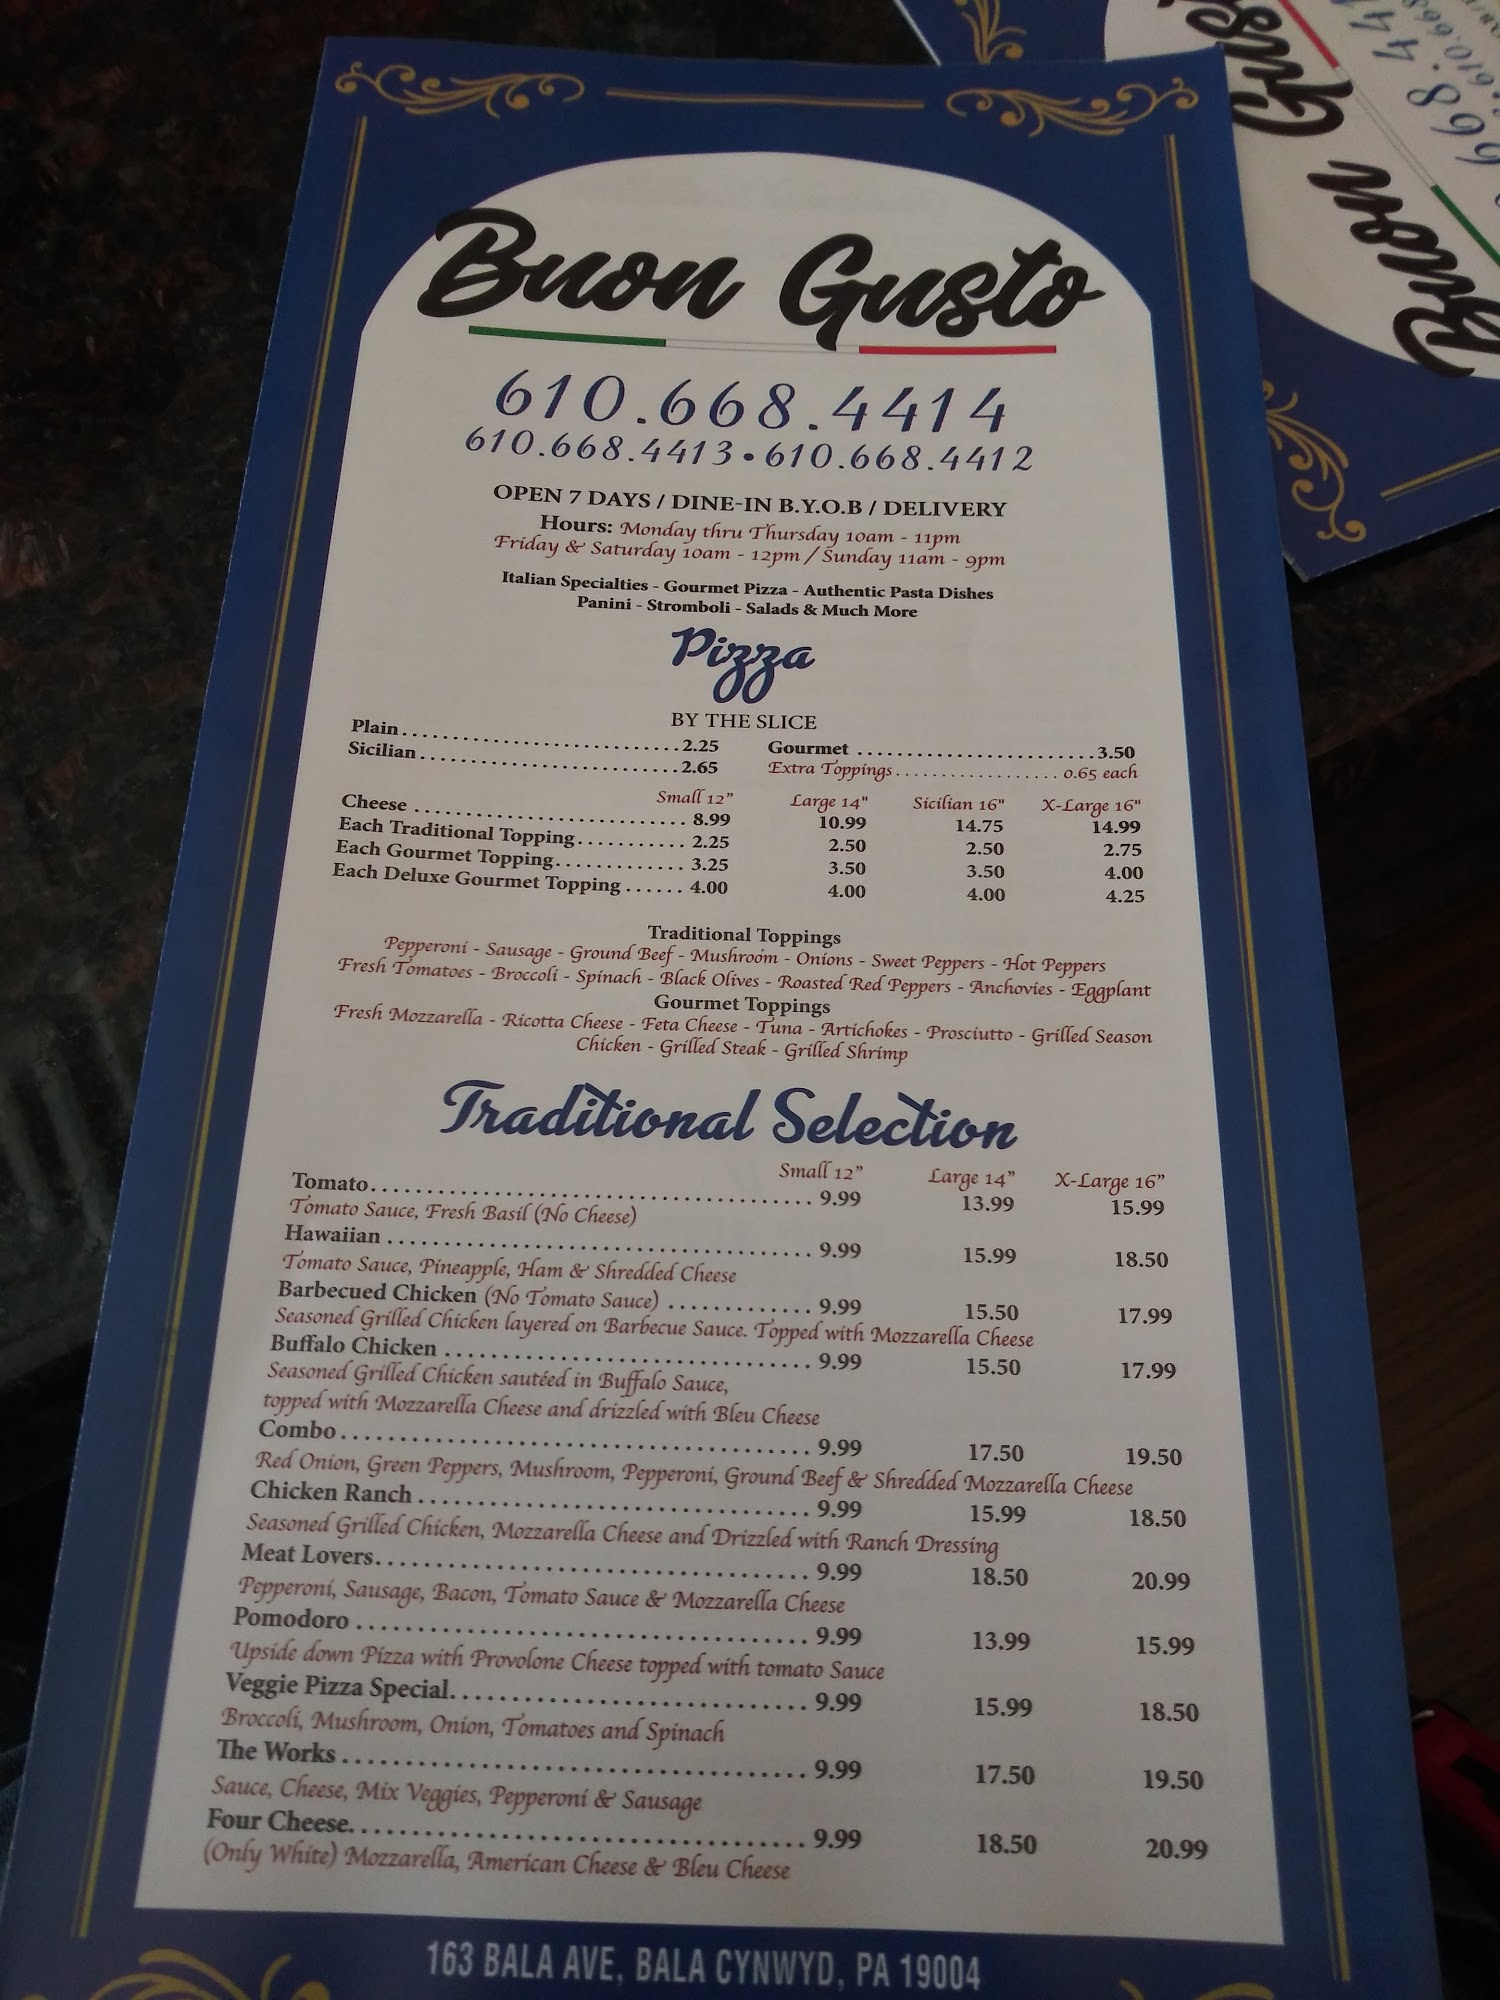 Buon Gusto
610.668.4414
610.668.4413 • 610.668.4412
OPEN 7 DAYS / DINE-IN B.Y.O.B / DELIVERY
Hours: Monday thru Thursday 10am - 11pm
Friday & Saturday 10am - 12pm / Sunday 11am - 9pm
Italian Specialties - Gourmet Pizza - Authentic Pasta Dishes
Panini - Stromboli - Salads & Much More
Pizza
BY THE SLICE
Plain 2.25 Gourmet 3.50
Sicilian 2.65 Extra Toppings 0.65 each
Small 12" Large 14" Sicilian 16" X-Large 16"
Cheese 8.99 10.99 14.75 14.99
Each Traditional Topping 2.25 2.50 2.50 2.75
Each Gourmet Topping 3.25 3.50 3.50 4.00
Each Deluxe Gourmet Topping 4.00 4.00 4.00 4.25
Traditional Toppings
Pepperoni - Sausage - Ground Beef - Mushroom - Onions - Sweet Peppers - Hot Peppers
Fresh Tomatoes - Broccoli - Spinach - Black Olives - Roasted Red Peppers - Anchovies - Eggplant
Gourmet Toppings
Fresh Mozzarella - Ricotta Cheese - Feta Cheese - Tuna - Artichokes - Prosciutto - Grilled Season
Chicken - Grilled Steak - Grilled Shrimp
Traditional Selection
Small 12" Large 14" X-Large 16"
Tomato 9.99 13.99 15.99
Tomato Sauce, Fresh Basil (No Cheese)
Hawaiian 9.99 15.99 18.50
Tomato Sauce, Pineapple, Ham & Shredded Cheese
Barbecued Chicken (No Tomato Sauce) 9.99 15.50 17.99
Seasoned Grilled Chicken layered on Barbecue Sauce. Topped with Mozzarella Cheese
Buffalo Chicken 9.99 15.50 17.99
Seasoned Grilled Chicken sautéed in Buffalo Sauce,
topped with Mozzarella Cheese and drizzled with Bleu Cheese
Combo 9.99 17.50 19.50
Red Onion, Green Peppers, Mushroom, Pepperoni, Ground Beef & Shredded Mozzarella Cheese
Chicken Ranch 9.99 15.99 18.50
Seasoned Grilled Chicken, Mozzarella Cheese and Drizzled with Ranch Dressing
Meat Lovers 9.99 18.50 20.99
Pepperoni, Sausage, Bacon, Tomato Sauce & Mozzarella Cheese
Pomodoro 9.99 13.99 15.99
Upside down Pizza with Provolone Cheese topped with tomato Sauce
Veggie Pizza Special 9.99 15.99 18.50
Broccoli, Mushroom, Onion, Tomatoes and Spinach
The Works 9.99 17.50 19.50
Sauce, Cheese, Mix Veggies, Pepperoni & Sausage
Four Cheese 9.99 18.50 20.99
(Only White) Mozzarella, American Cheese & Bleu Cheese
163 BALA AVE, BALA CYNWYD, PA 19004
Buon